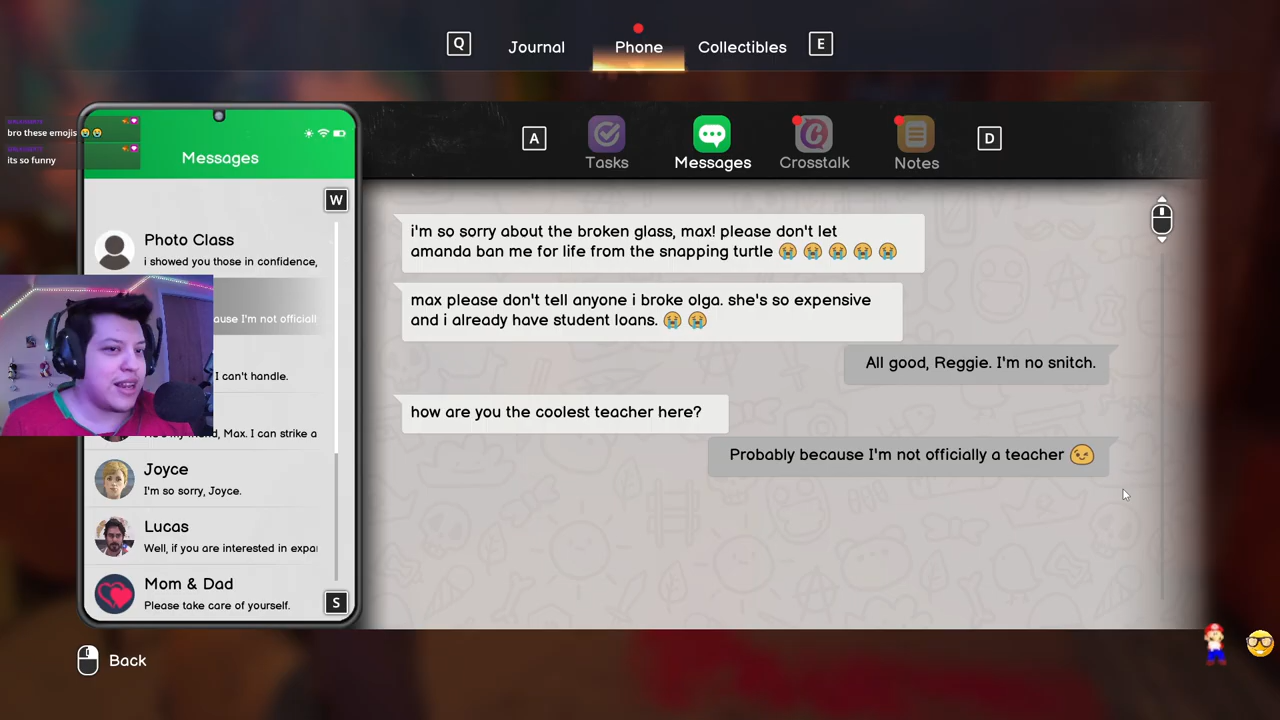 Q
Journal
Phone
Collectibles
E
bro these emojis 😭 😭
its so funny
Messages
A
Tasks
Messages
Crosstalk
Notes
D
W
Photo Class
i showed you those in confidence,
ause I'm not officiall
I can't handle.
Max. I can strike a
Joyce
I'm so sorry, Joyce.
Lucas
Well, if you are interested in expa
Mom & Dad
Please take care of yourself.
S
i'm so sorry about the broken glass, max! please don't let
amanda ban me for life from the snapping turtle 😭 😭 😭 😭 😭
max please don't tell anyone i broke olga. she's so expensive
and i already have student loans. 😭 😭
All good, Reggie. I'm no snitch.
how are you the coolest teacher here?
Probably because I'm not officially a teacher 😉
Back